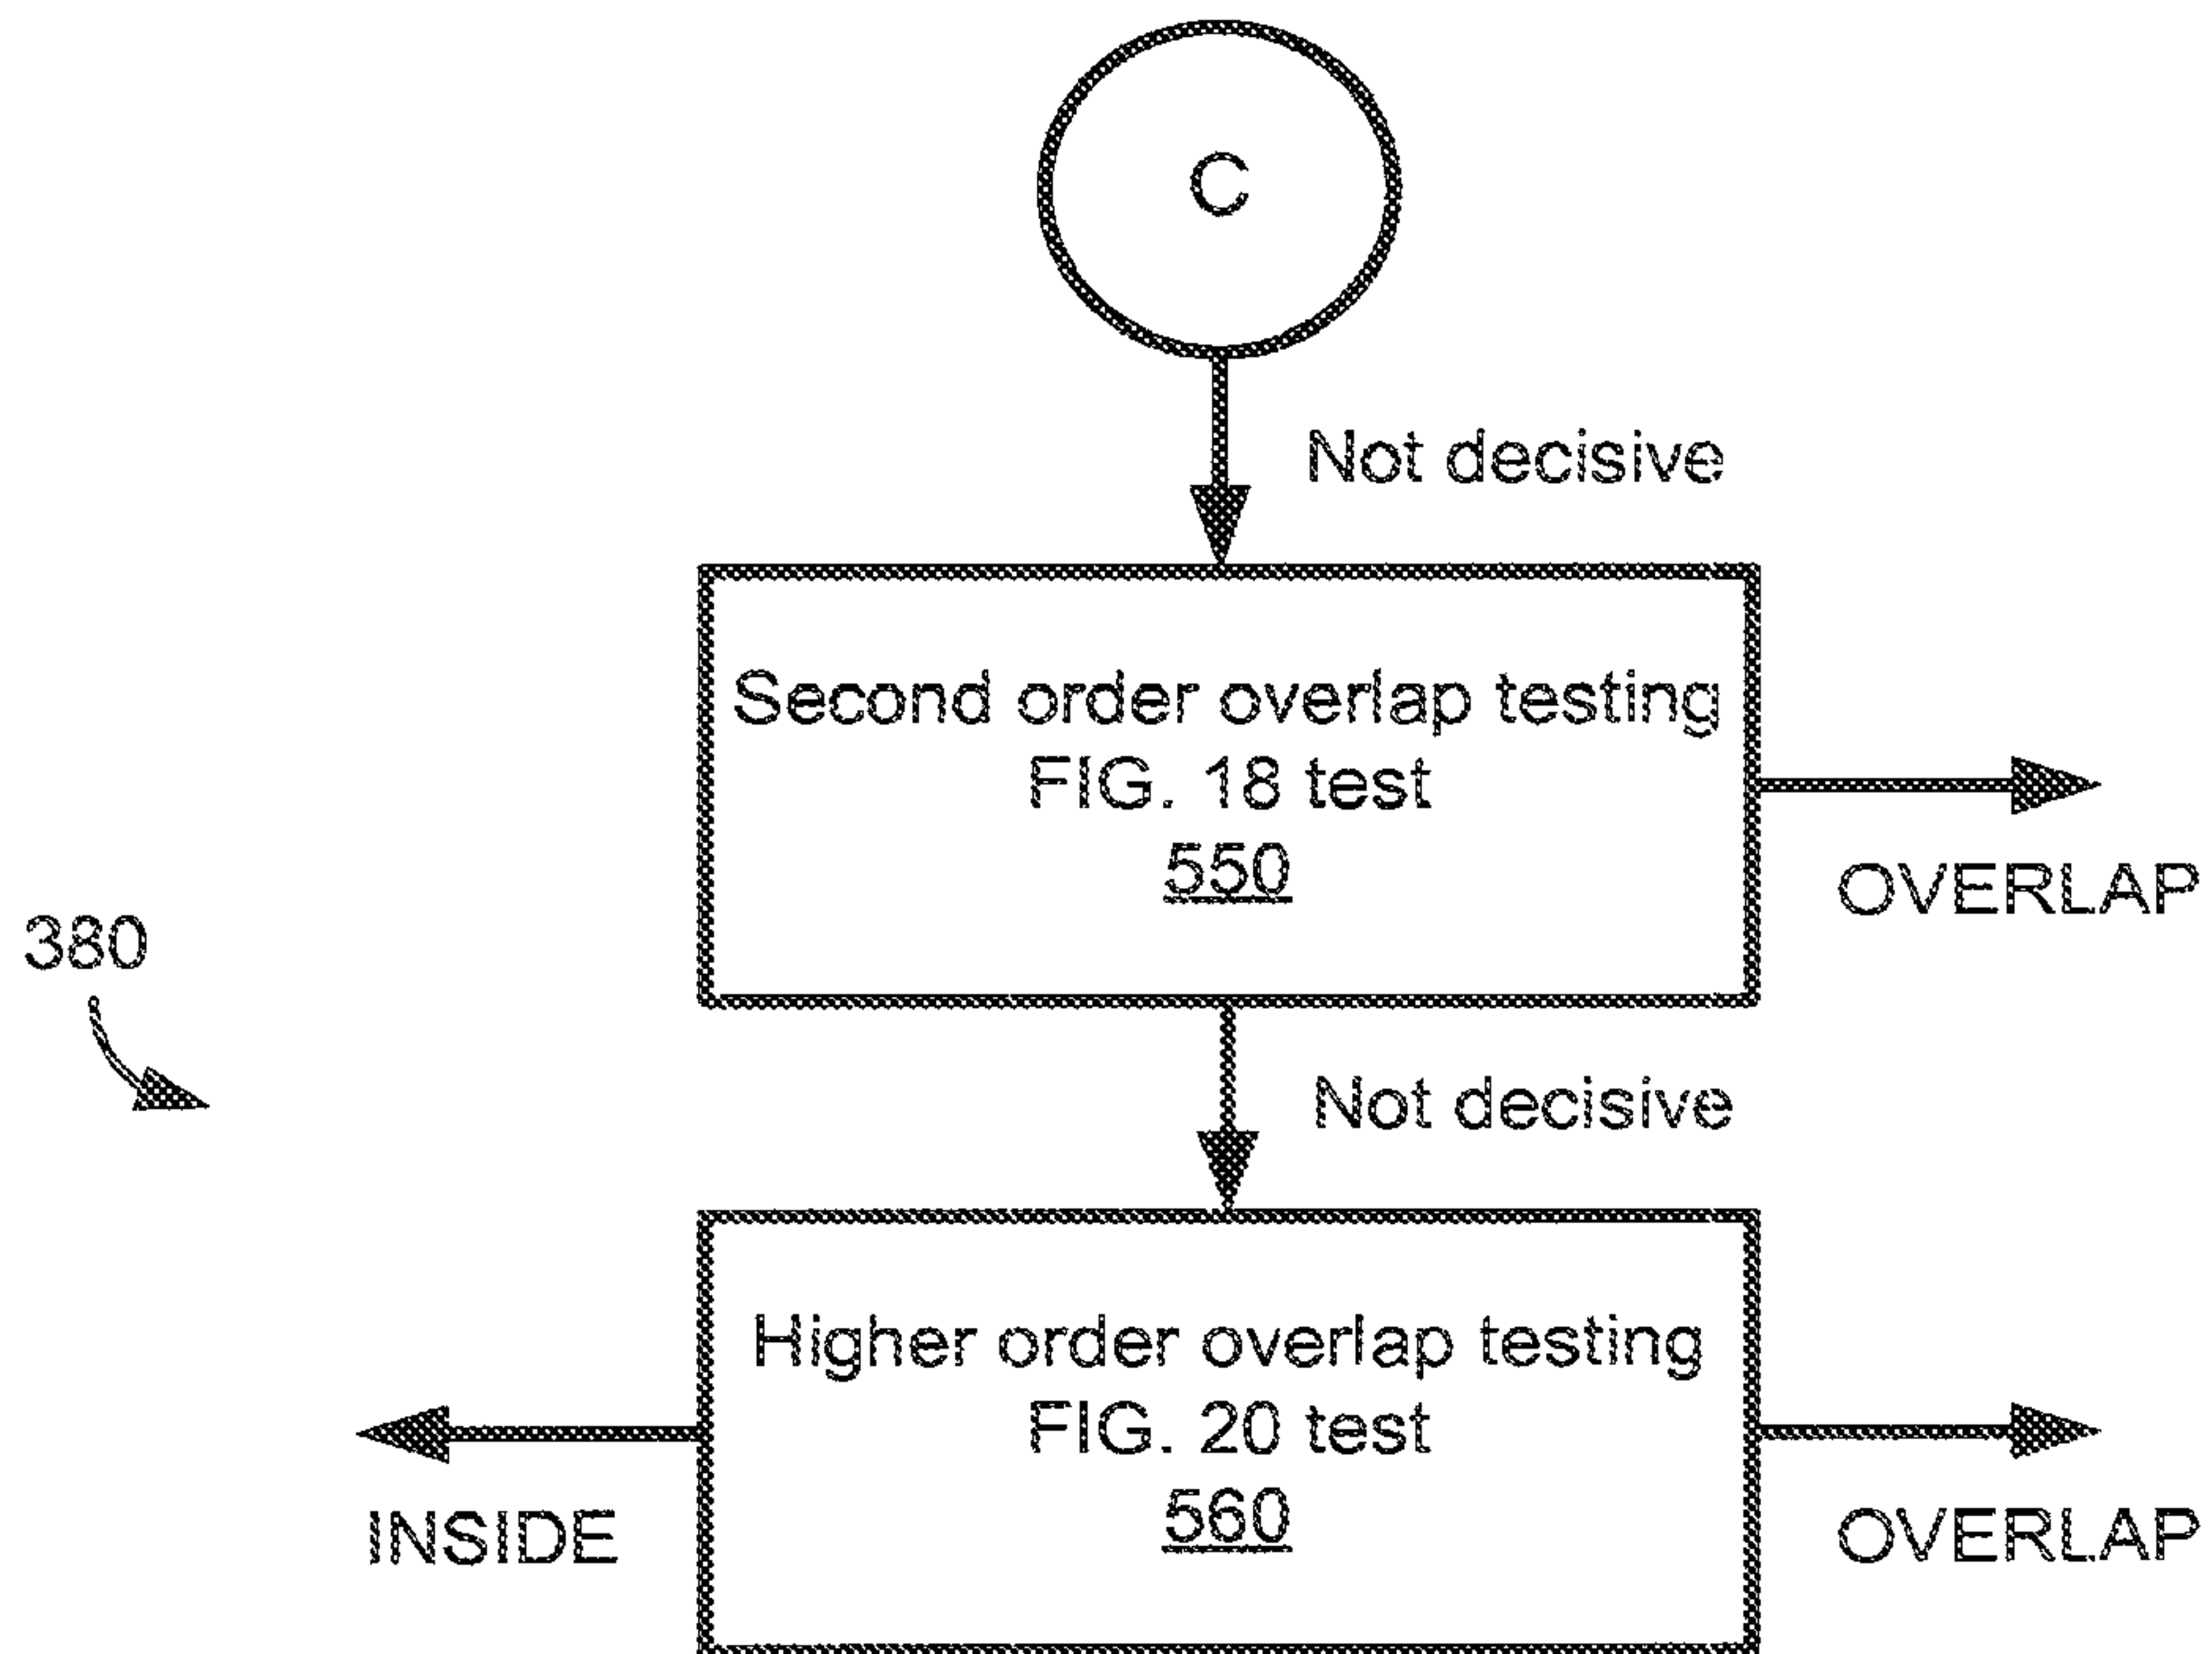 C
Not decisive
Second order overlap testing
FIG. 18 test
550
OVERLAP
380
Not decisive
Higher order overlap testing
FIG. 20 test
560
INSIDE
OVERLAP